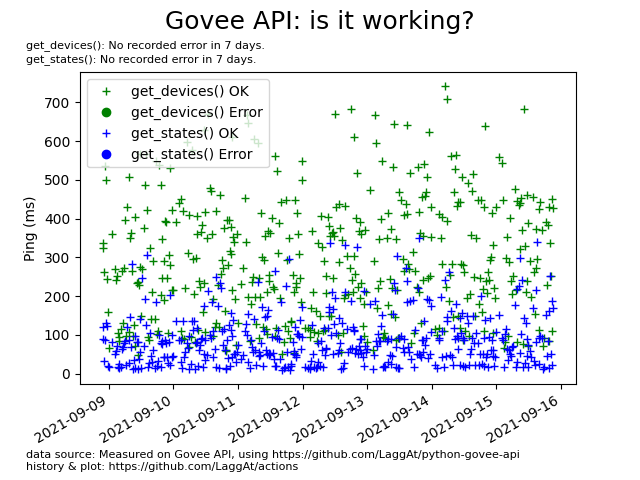 Govee API: is it working?
get_devices(): No recorded error in 7 days.
get_states(): No recorded error in 7 days.
get_devices() OK
get_devices() Error
get_states() OK
get_states() Error
Ping (ms)
700
600
500
400
300
200
100
0
2021-09-09
2021-09-10
2021-09-11
2021-09-12
2021-09-13
2021-09-14
2021-09-15
2021-09-16
data source: Measured on Govee API, using https://github.com/LaggAt/python-govee-api
history & plot: https://github.com/LaggAt/actions